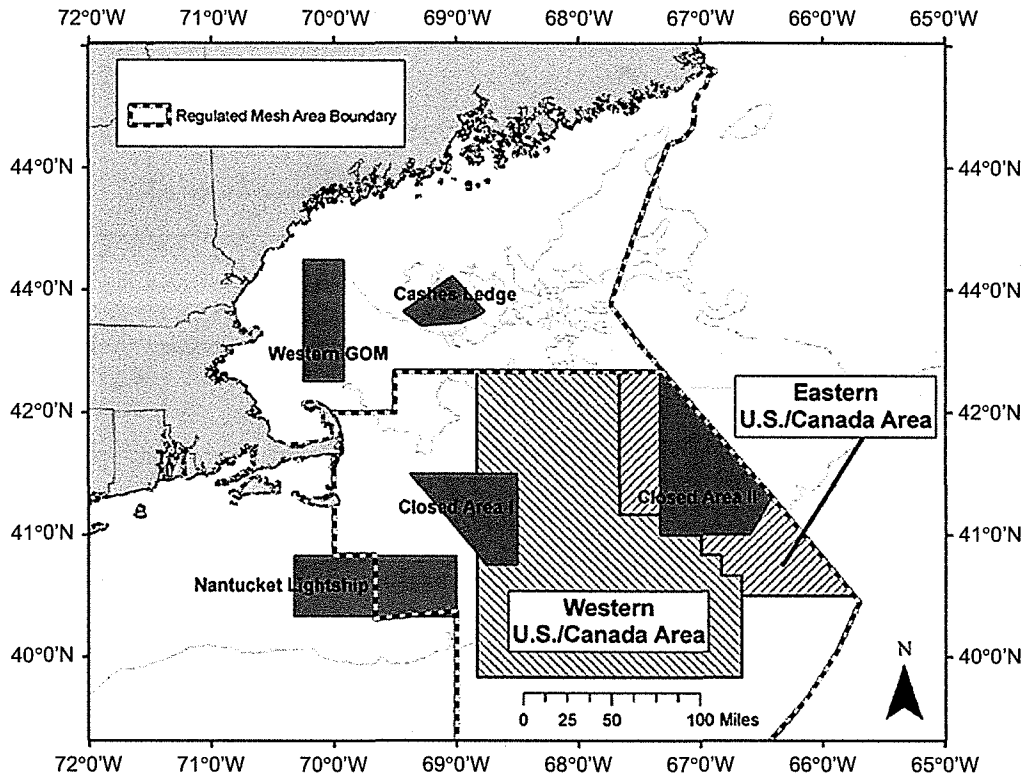 72°0'W 71°0'W 70°0'W 69°0'W 68°0'W 67°0'W 66°0'W 65°0'W
Regulated Mesh Area Boundary
44°0'N 44°0'N
44°0'N 44°0'N
Cashes Ledge
Western GOM
Eastern
U.S./Canada Area
42°0'N 42°0'N
Closed Area I
Closed Area II
41°0'N 41°0'N
Nantucket Lightship
Western
U.S./Canada Area
40°0'N 40°0'N
N
0 25 50 100 Miles
72°0'W 71°0'W 70°0'W 69°0'W 68°0'W 67°0'W 66°0'W 65°0'W